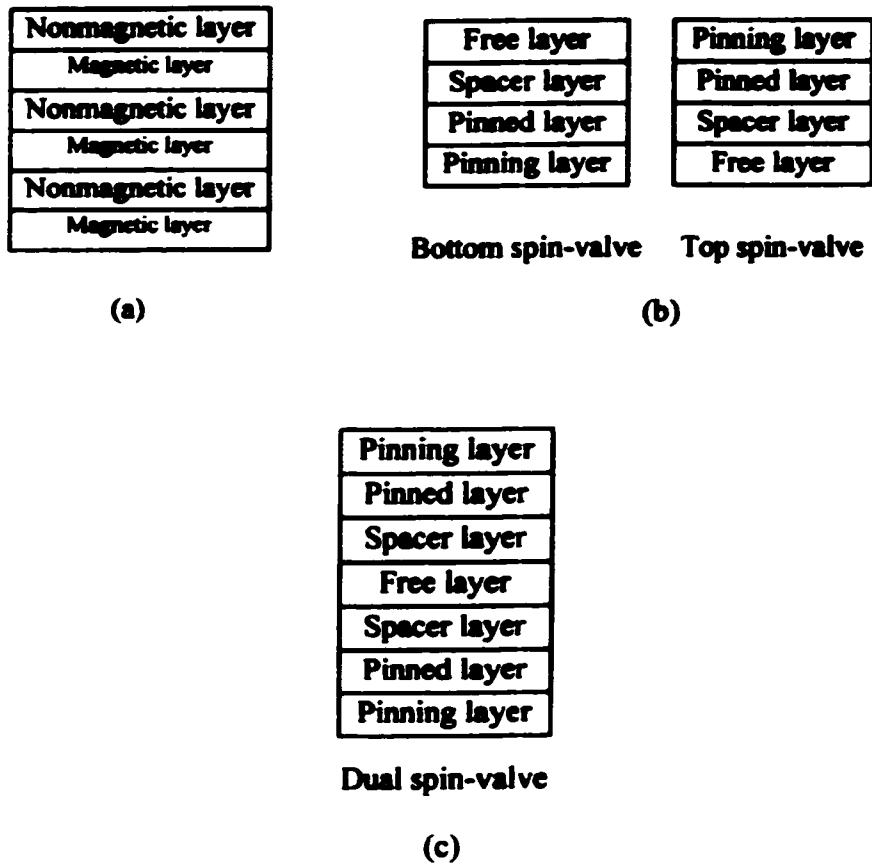 Nonmagnetic layer
Magnetic layer
Nonmagnetic layer
Magnetic layer
Nonmagnetic layer
Magnetic layer
(a)
Free layer
Spacer layer
Pinned layer
Pinning layer
Bottom spin-valve
Pinning layer
Pinned layer
Spacer layer
Free layer
Top spin-valve
(b)
Pinning layer
Pinned layer
Spacer layer
Free layer
Spacer layer
Pinned layer
Pinning layer
Dual spin-valve
(c)